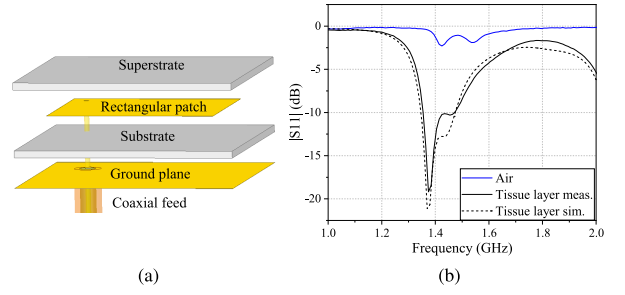 (a)
Superstrate
Rectangular patch
Substrate
Ground plane
Coaxial feed
(b)
|S11| (dB)
0
-5
-10
-15
-20
Air
Tissue layer meas.
Tissue layer sim.
1.0 1.2 1.4 1.6 1.8 2.0
Frequency (GHz)
(a) (b)